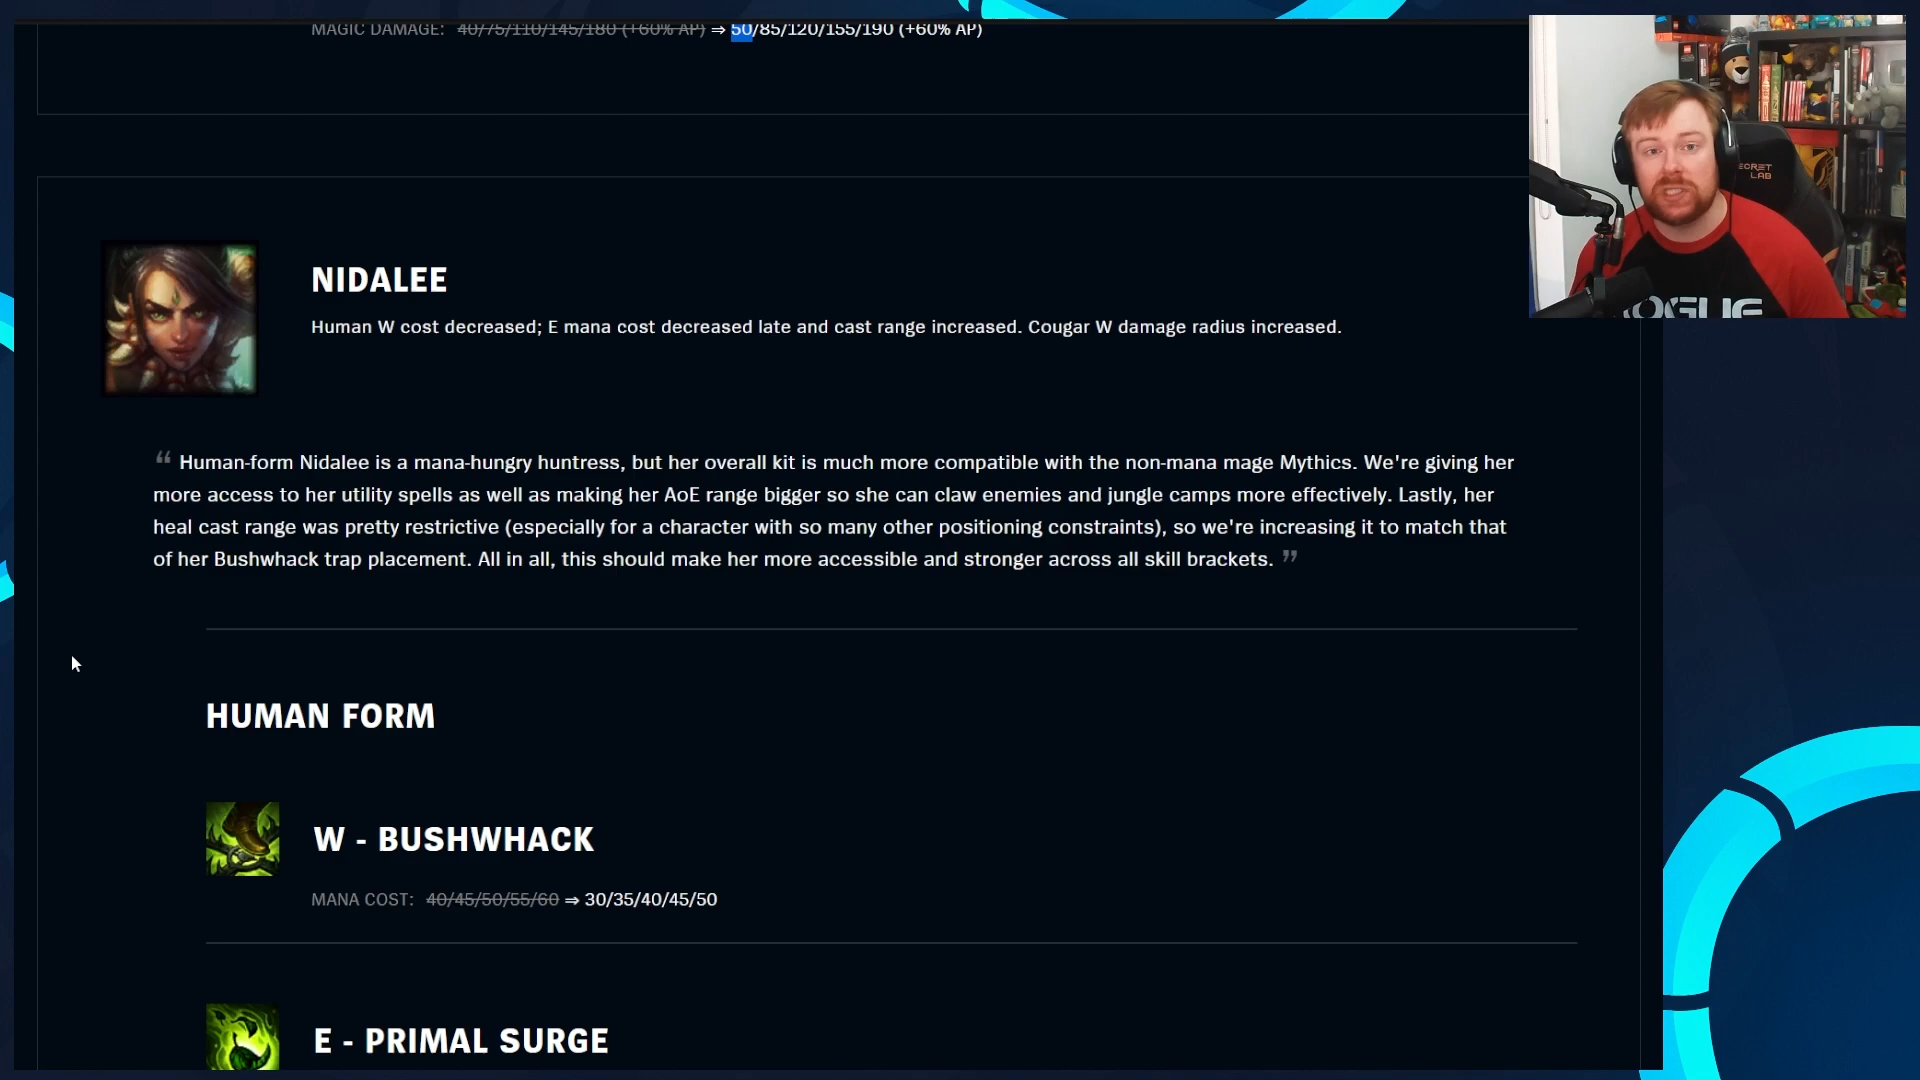 MAGIC DAMAGE: 40/75/110/145/180 (+60% AP) ⇒ 50/85/120/155/190 (+60% AP)
SECRET
LAB
ROGUE
NIDALEE
Human W cost decreased; E mana cost decreased late and cast range increased. Cougar W damage radius increased.
“ Human-form Nidalee is a mana-hungry huntress, but her overall kit is much more compatible with the non-mana mage Mythics. We're giving her
more access to her utility spells as well as making her AoE range bigger so she can claw enemies and jungle camps more effectively. Lastly, her
heal cast range was pretty restrictive (especially for a character with so many other positioning constraints), so we're increasing it to match that
of her Bushwhack trap placement. All in all, this should make her more accessible and stronger across all skill brackets. ”
HUMAN FORM
W - BUSHWHACK
MANA COST: 40/45/50/55/60 ⇒ 30/35/40/45/50
E - PRIMAL SURGE